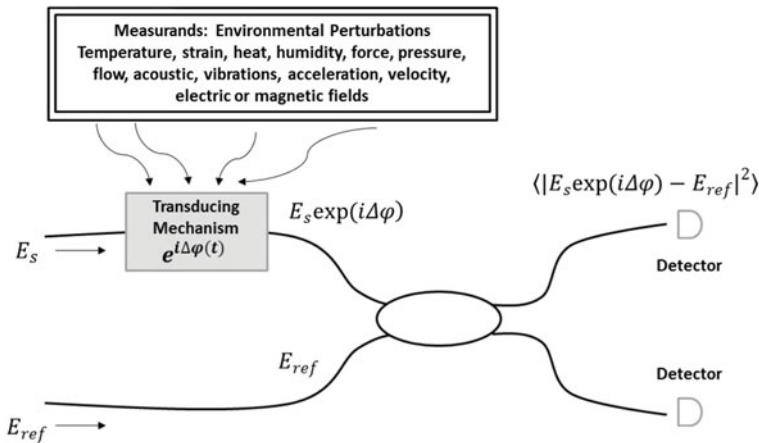 Measurands: Environmental Perturbations
Temperature, strain, heat, humidity, force, pressure,
flow, acoustic, vibrations, acceleration, velocity,
electric or magnetic fields
⟨|E_s exp(iΔφ) − E_ref|²⟩
Transducing
Mechanism
e^{iΔφ(t)}
E_s exp(iΔφ)
E_s
Detector
E_ref
Detector
E_ref